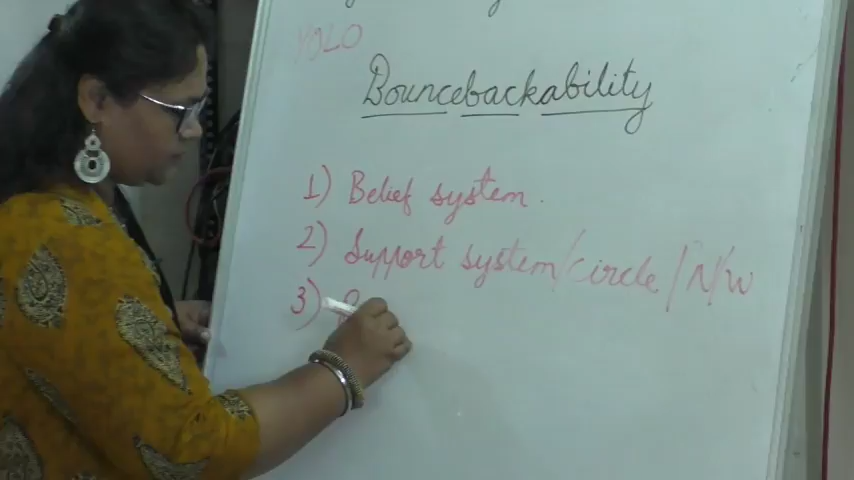 YOLO
Bouncebackability
1) Belief system.
2) Support system/circle/N/w
3)